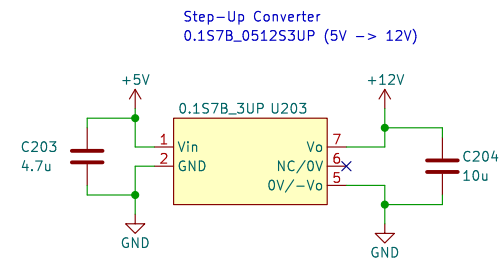 Step-Up Converter
0.1S7B_0512S3UP (5V -> 12V)
+5V
+12V
0.1S7B_3UP U203
C203
4.7u
1
Vin
2
GND
Vo
7
NC/0V
6
0V/-Vo
5
C204
10u
GND
GND